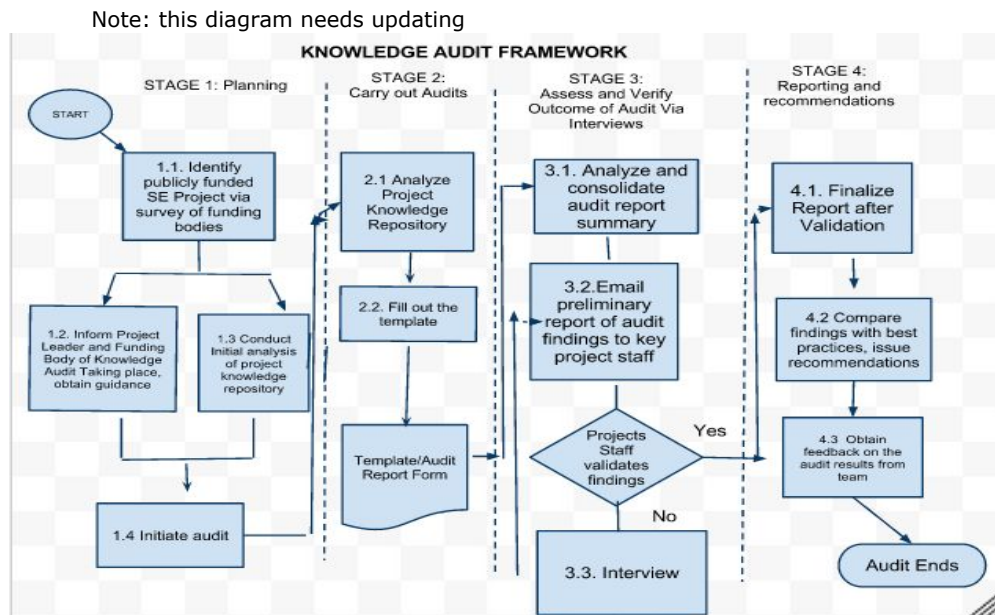 Note: this diagram needs updating
KNOWLEDGE AUDIT FRAMEWORK
STAGE 1: Planning
START
1.1. Identify
publicly funded
SE Project via
survey of funding
bodies
1.2. Inform Project
Leader and Funding
Body of Knowledge
Audit Taking place,
obtain guidance
1.3 Conduct
Initial analysis
of project
knowledge
repository
1.4 Initiate audit
STAGE 2:
Carry out Audits
2.1 Analyze
Project
Knowledge
Repository
2.2. Fill out the
template
Template/Audit
Report Form
STAGE 3:
Assess and Verify
Outcome of Audit Via
Interviews
3.1. Analyze and
consolidate
audit report
summary
3.2.Email
preliminary
report of audit
findings to key
project staff
Projects
Staff
validates
findings
Yes
No
3.3. Interview
STAGE 4:
Reporting and
recommendations
4.1. Finalize
Report after
Validation
4.2 Compare
findings with best
practices, issue
recommendations
4.3 Obtain
feedback on the
audit results from
team
Audit Ends